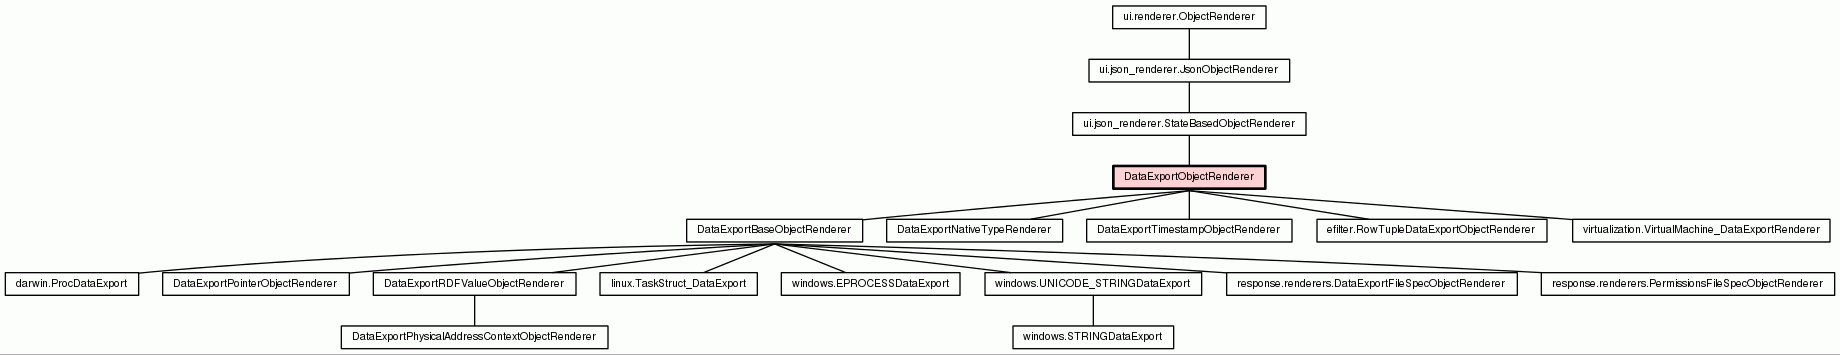 ui.renderer.ObjectRenderer
ui.json_renderer.JsonObjectRenderer
ui.json_renderer.StateBasedObjectRenderer
DataExportObjectRenderer
DataExportBaseObjectRenderer
DataExportNativeTypeRenderer
DataExportTimestampObjectRenderer
efilter.RowTupleDataExportObjectRenderer
virtualization.VirtualMachine_DataExportRenderer
darwin.ProcDataExport
DataExportPointerObjectRenderer
DataExportRDFValueObjectRenderer
linux.TaskStruct_DataExport
windows.EPROCESSDataExport
windows.UNICODE_STRINGDataExport
response.renderers.DataExportFileSpecObjectRenderer
response.renderers.PermissionsFileSpecObjectRenderer
DataExportPhysicalAddressContextObjectRenderer
windows.STRINGDataExport